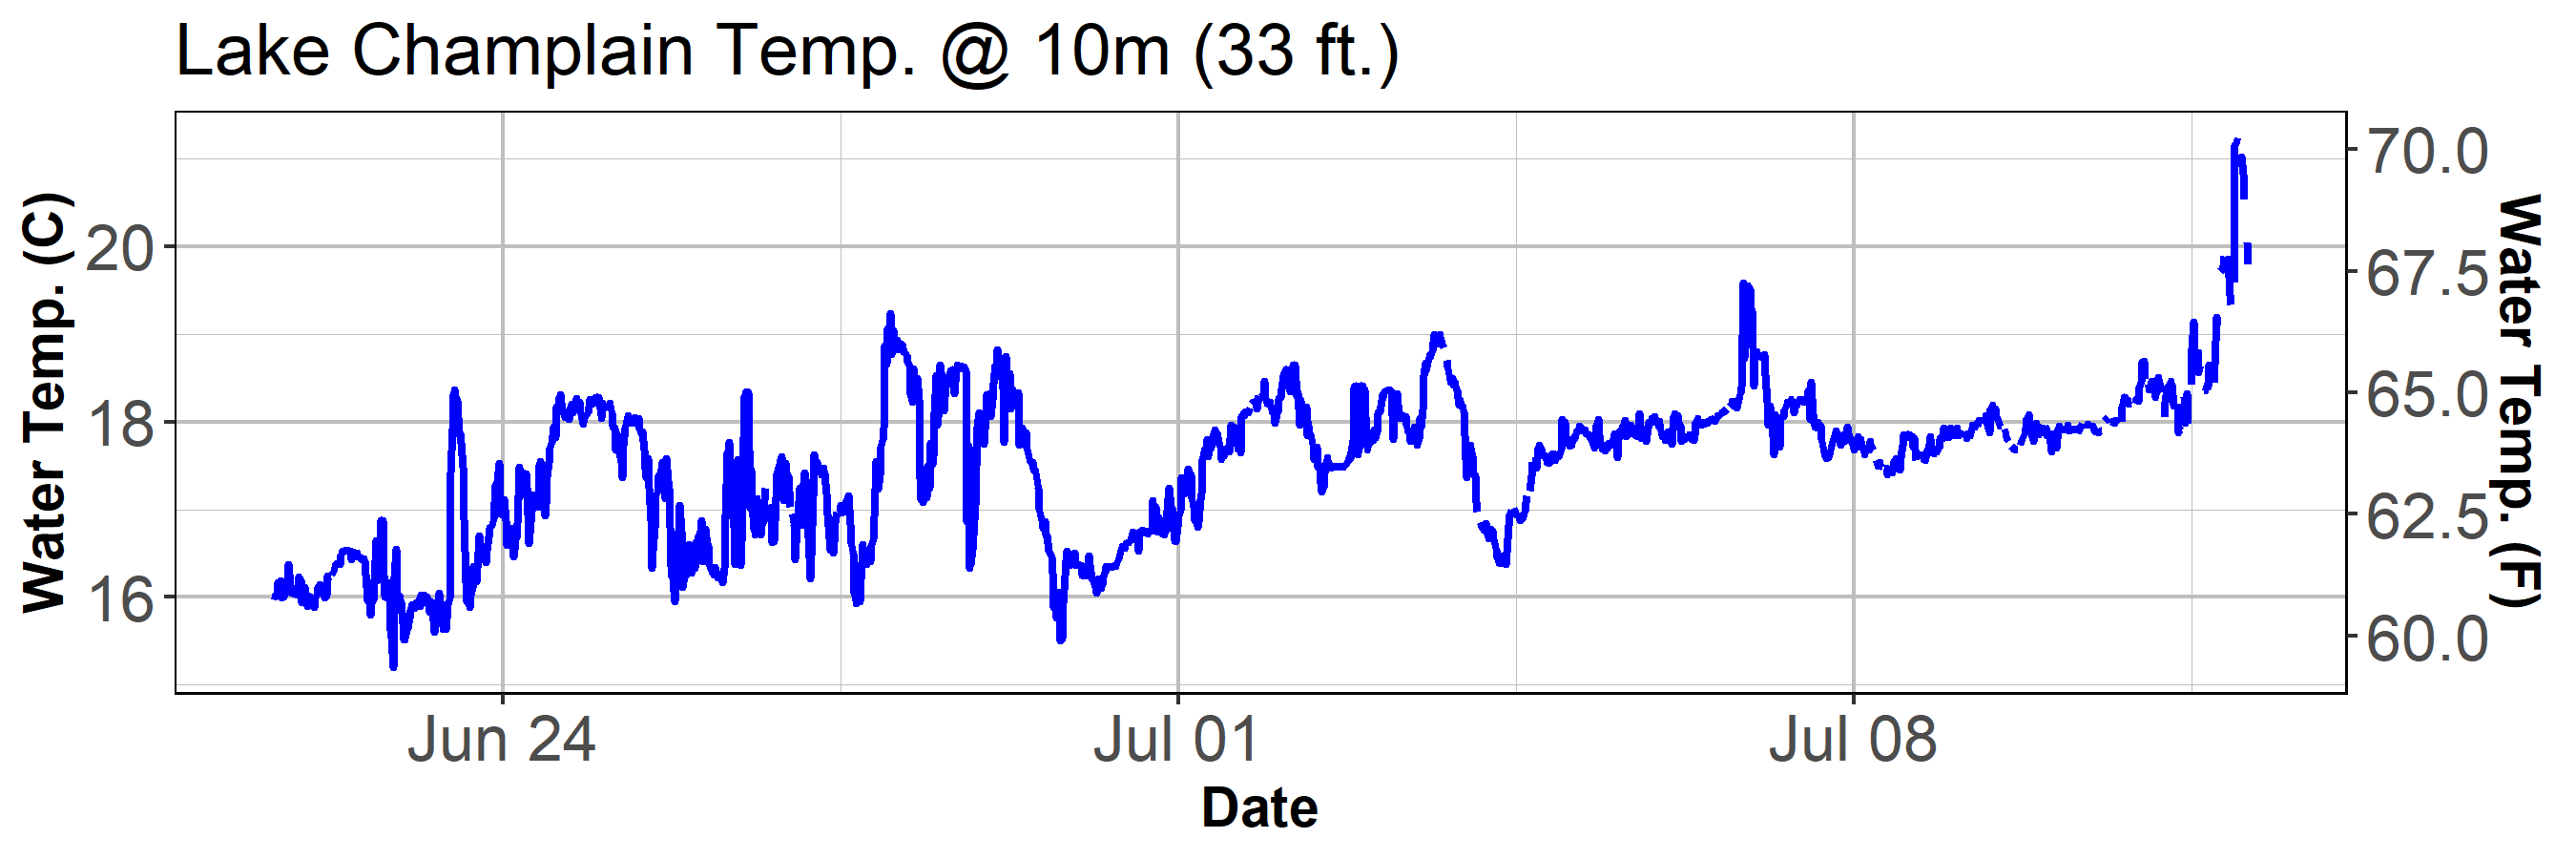 Lake Champlain Temp. @ 10m (33 ft.)
Water Temp. (C)
20
18
16
70.0
67.5
65.0
62.5
60.0
Water Temp. (F)
Jun 24
Jul 01
Jul 08
Date